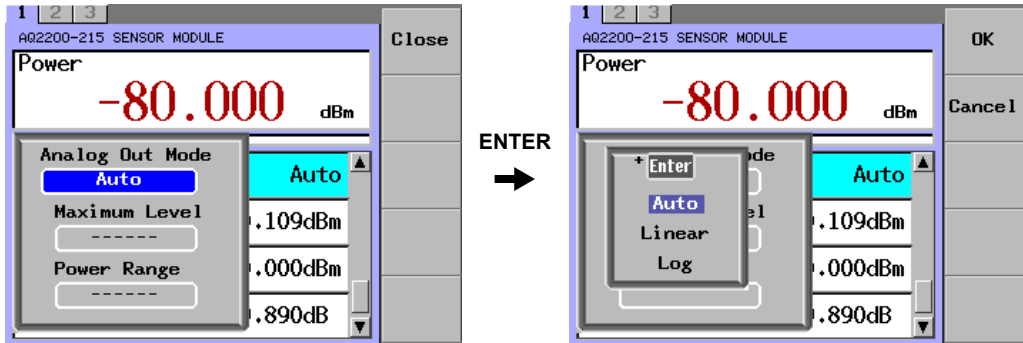 1 2 3
AQ2200-215 SENSOR MODULE
Close
Power
-80.000 dBm
Analog Out Mode
Auto
Auto
Maximum Level
.109dBm
------
Power Range
.000dBm
------
.890dB
ENTER
1 2 3
AQ2200-215 SENSOR MODULE
OK
Power
-80.000 dBm
Cancel
+ Enter
ode
Auto
Auto
el
.109dBm
Linear
Log
.000dBm
.890dB